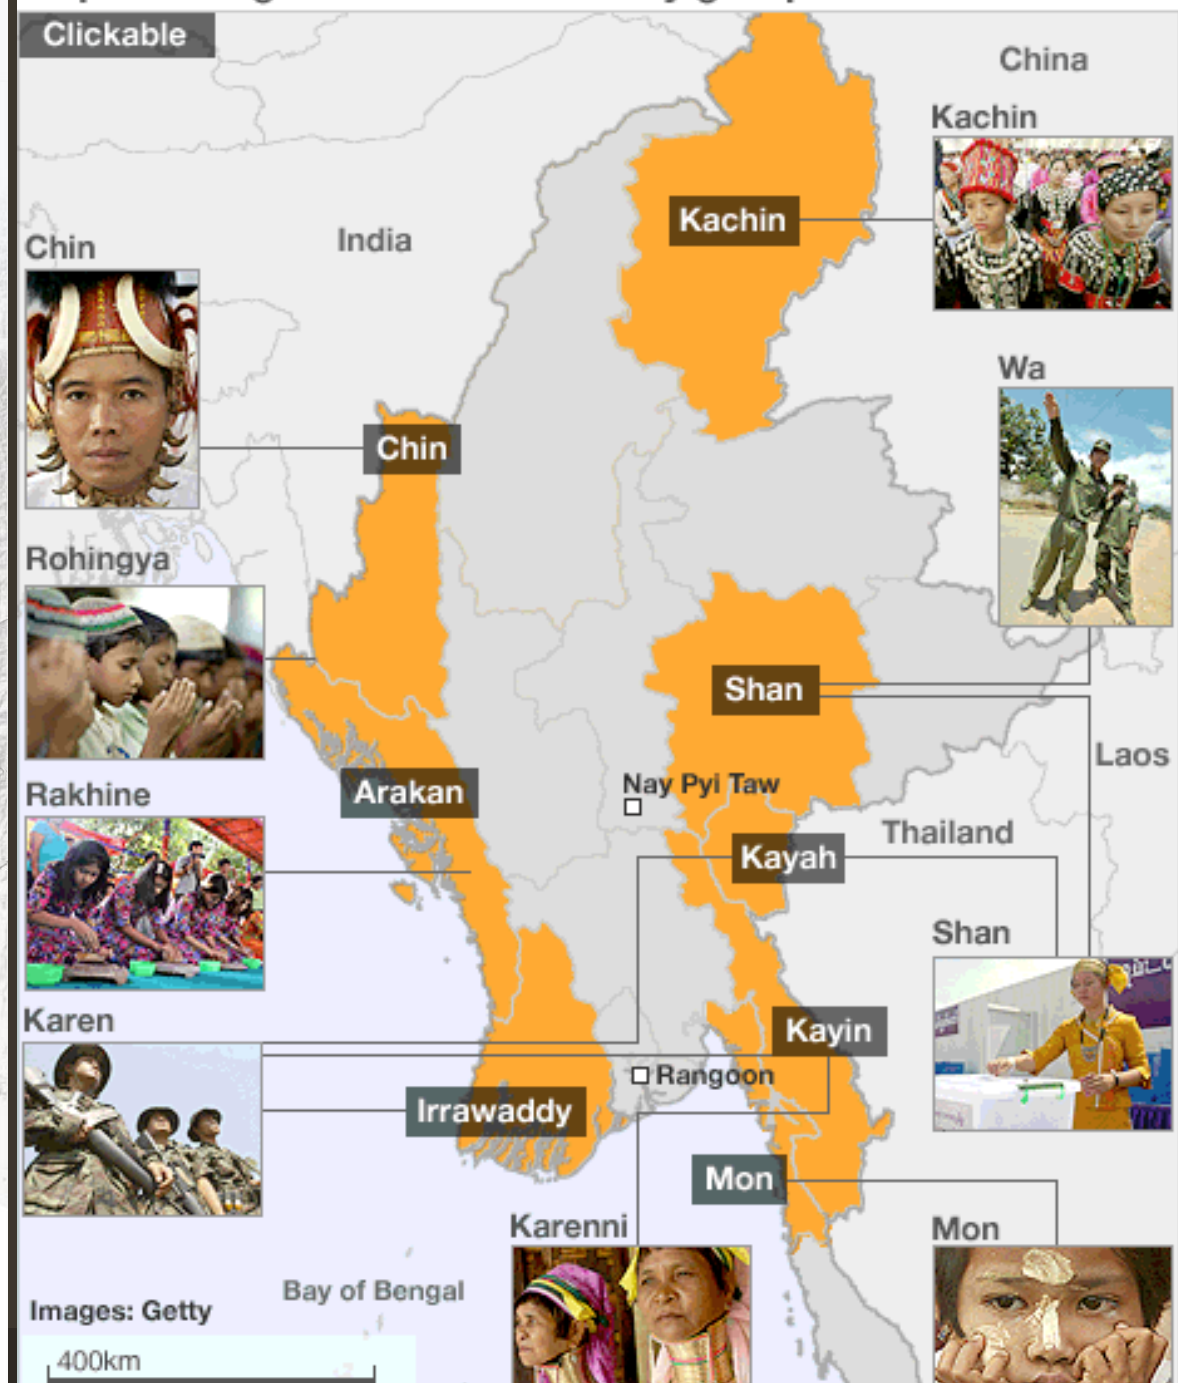 Clickable
China
Kachin
Kachin
India
Chin
Wa
Chin
Rohingya
Shan
Laos
Nay Pyi Taw
Rakhine
Arakan
Thailand
Kayah
Shan
Karen
Kayin
Rangoon
Irrawaddy
Mon
Karenni
Mon
Bay of Bengal
Images: Getty
400km